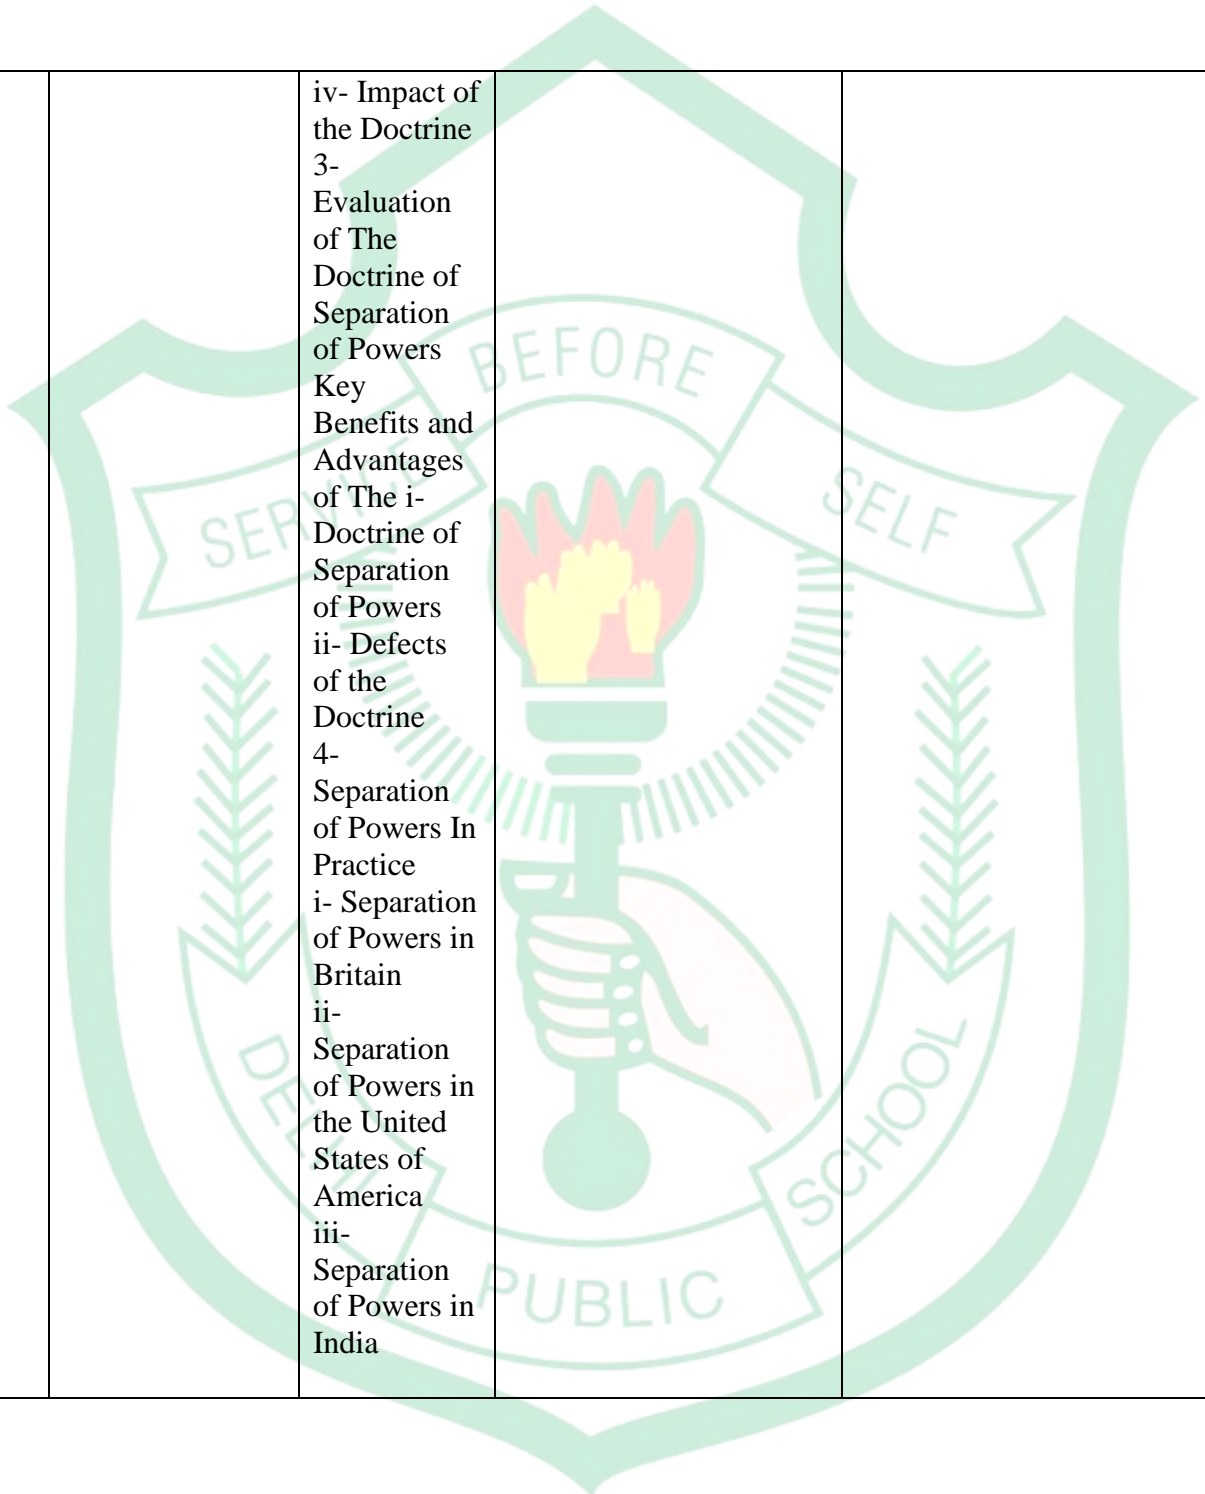 iv- Impact of
the Doctrine
3-
Evaluation
of The
Doctrine of
Separation
of Powers
Key
Benefits and
Advantages
of The i-
Doctrine of
Separation
of Powers
ii- Defects
of the
Doctrine
4-
Separation
of Powers In
Practice
i- Separation
of Powers in
Britain
ii-
Separation
of Powers in
the United
States of
America
iii-
Separation
of Powers in
India
SERVICE BEFORE SELF
DELHI PUBLIC SCHOOL